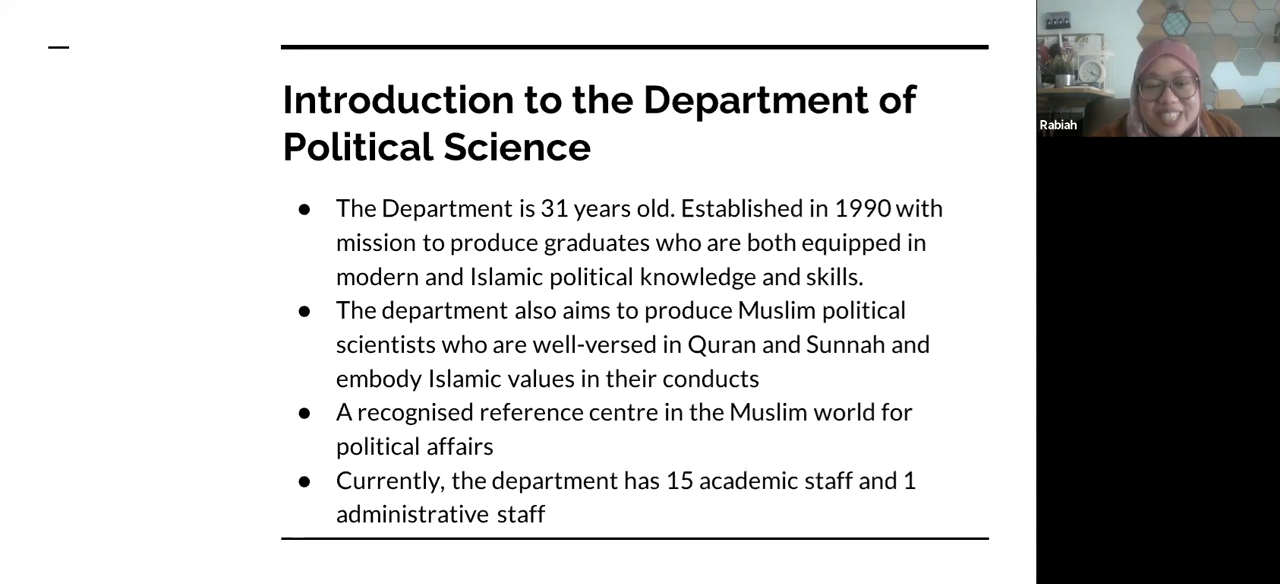 Introduction to the Department of
Political Science
● The Department is 31 years old. Established in 1990 with
mission to produce graduates who are both equipped in
modern and Islamic political knowledge and skills.
● The department also aims to produce Muslim political
scientists who are well-versed in Quran and Sunnah and
embody Islamic values in their conducts
● A recognised reference centre in the Muslim world for
political affairs
● Currently, the department has 15 academic staff and 1
administrative staff
Rabiah